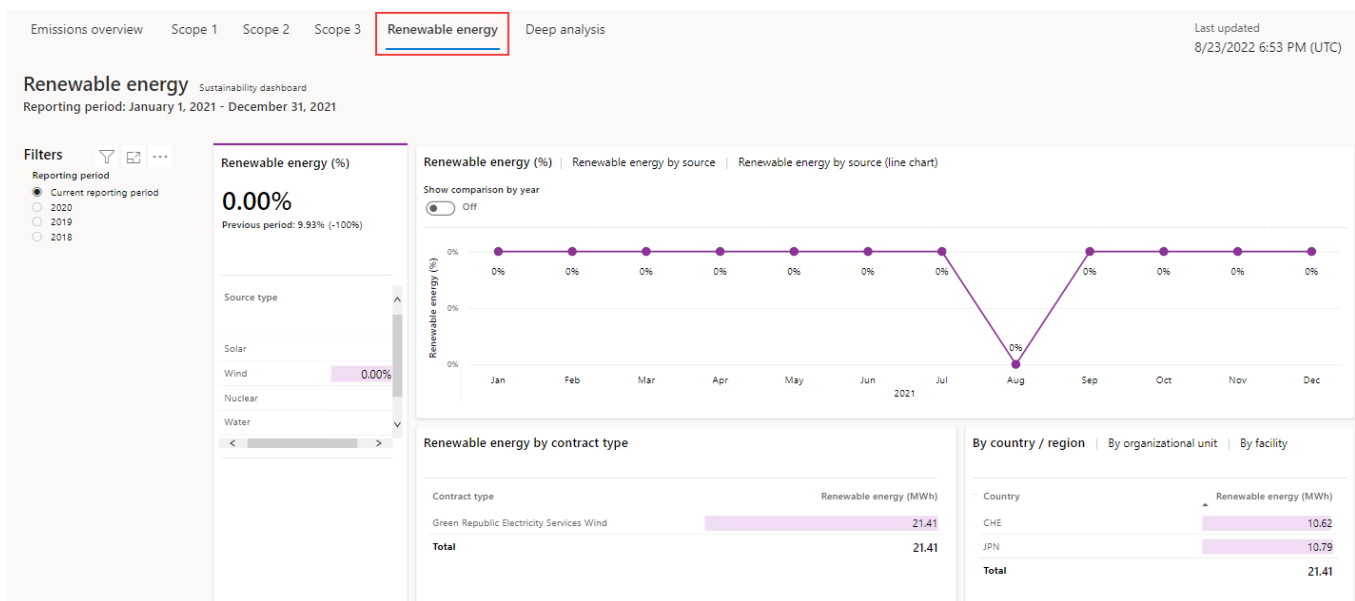 Emissions overview Scope 1 Scope 2 Scope 3 Renewable energy Deep analysis
Last updated
8/23/2022 6:53 PM (UTC)
Renewable energy Sustainability dashboard
Reporting period: January 1, 2021 - December 31, 2021
Filters
Reporting period
Current reporting period
2020
2019
2018
Renewable energy (%)
0.00%
Previous period: 9.93% (-100%)
Source type
Solar
Wind 0.00%
Nuclear
Water
Renewable energy (%) | Renewable energy by source | Renewable energy by source (line chart)
Show comparison by year
Off
Renewable energy (%)
0%
0%
0%
0% 0% 0% 0% 0% 0% 0% 0% 0% 0% 0% 0%
Jan Feb Mar Apr May Jun Jul Aug Sep Oct Nov Dec
2021
Renewable energy by contract type
Contract type Renewable energy (MWh)
Green Republic Electricity Services Wind 21.41
Total 21.41
By country / region | By organizational unit | By facility
Country Renewable energy (MWh)
CHE 10.62
JPN 10.79
Total 21.41